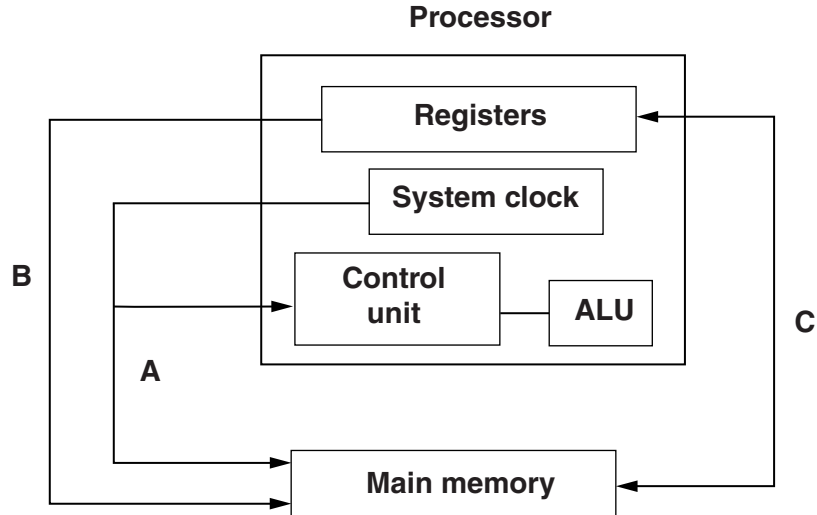 Processor
Registers
System clock
B
Control
unit
ALU
C
A
Main memory